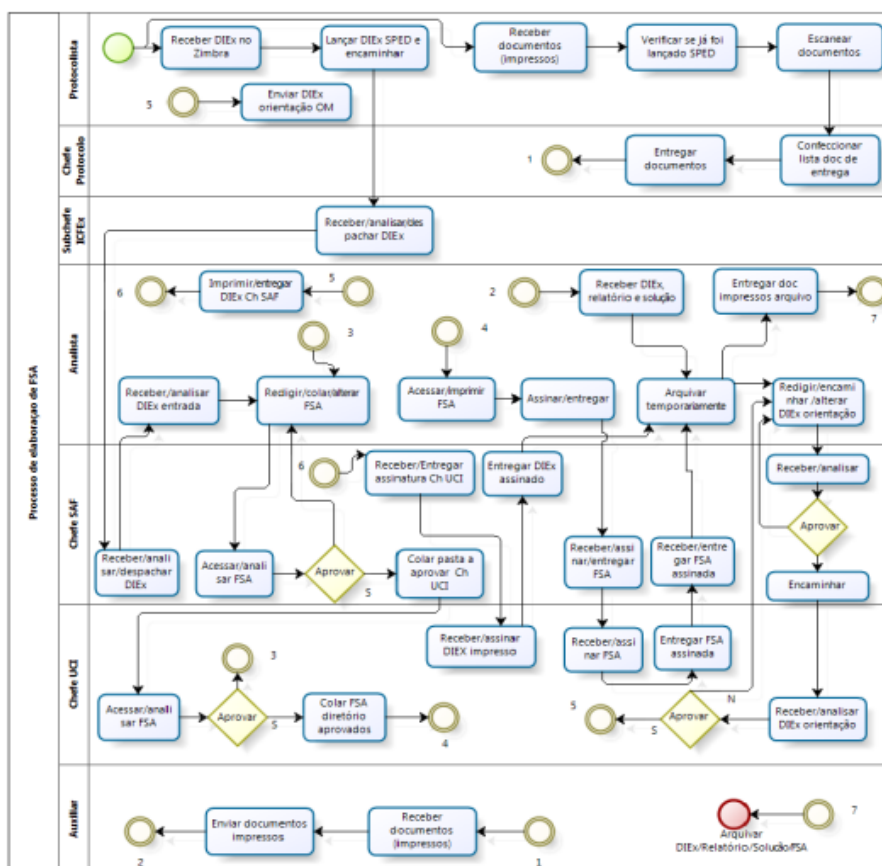 Processo de elaboraçao de FSA
Protocolista
Receber DIEx no
Zimbra
Lançar DIEx SPED e
encaminhar
Receber
documentos
(impressos)
Verificar se já foi
lançado SPED
Escanear
documentos
5
Enviar DIEx
orientação OM
Chefe
Protocolo
1
Entregar
documentos
Confeccionar
lista doc de
entrega
Subchefe
ICFEx
Receber/analisar/des
pachar DIEx
Analista
6
Imprimir/entregar
DIEx Ch SAF
5
3
2
Receber DIEx,
relatório e solução
Entregar doc
impressos arquivo
7
4
Receber/analisar
DIEx entrada
Redigir/colar/alterar
FSA
Acessar/imprimir
FSA
Assinar/entregar
Arquivar
temporariamente
Redigir/encami
nhar /alterar
DIEx orientação
Chefe SAF
6
Receber/Entregar
assinatura Ch UCI
Entregar DIEx
assinado
Receber/analisar
Receber/anali
sar/despachar
DIEx
Acessar/anali
sar FSA
Aprovar
S
Colar pasta a
aprovar Ch
UCI
Receber/assi
nar/entregar
FSA
Receber/entre
gar FSA
assinada
Aprovar
Encaminhar
Chefe UCI
Receber/assinar
DIEX impresso
Receber/assi
nar FSA
Entregar FSA
assinada
3
Acessar/anali
sar FSA
Aprovar
S
Colar FSA
diretório
aprovados
4
5
S
Aprovar
N
Receber/analisar
DIEx orientação
Auxiliar
2
Enviar documentos
impressos
Receber
documentos
(impressos)
1
7
Arquivar
DIEx/Relatório/Solucão/FSA